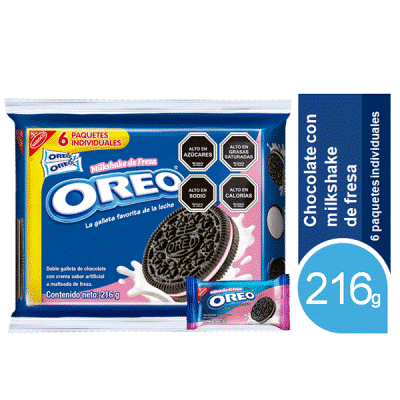 6 PAQUETES
INDIVIDUALES
OREO
OREO
Milkshake de Fresa
OREO
La galleta favorita de la leche
ALTO EN
AZÚCARES
ALTO EN
GRASAS
SATURADAS
ALTO EN
SODIO
ALTO EN
CALORÍAS
Doble galleta de chocolate
con crema sabor artificial
a malteada de fresa.
Contenido neto: 216 g
OREO
OREO
Chocolate con
milkshake
de fresa
6 paquetes individuales
216g